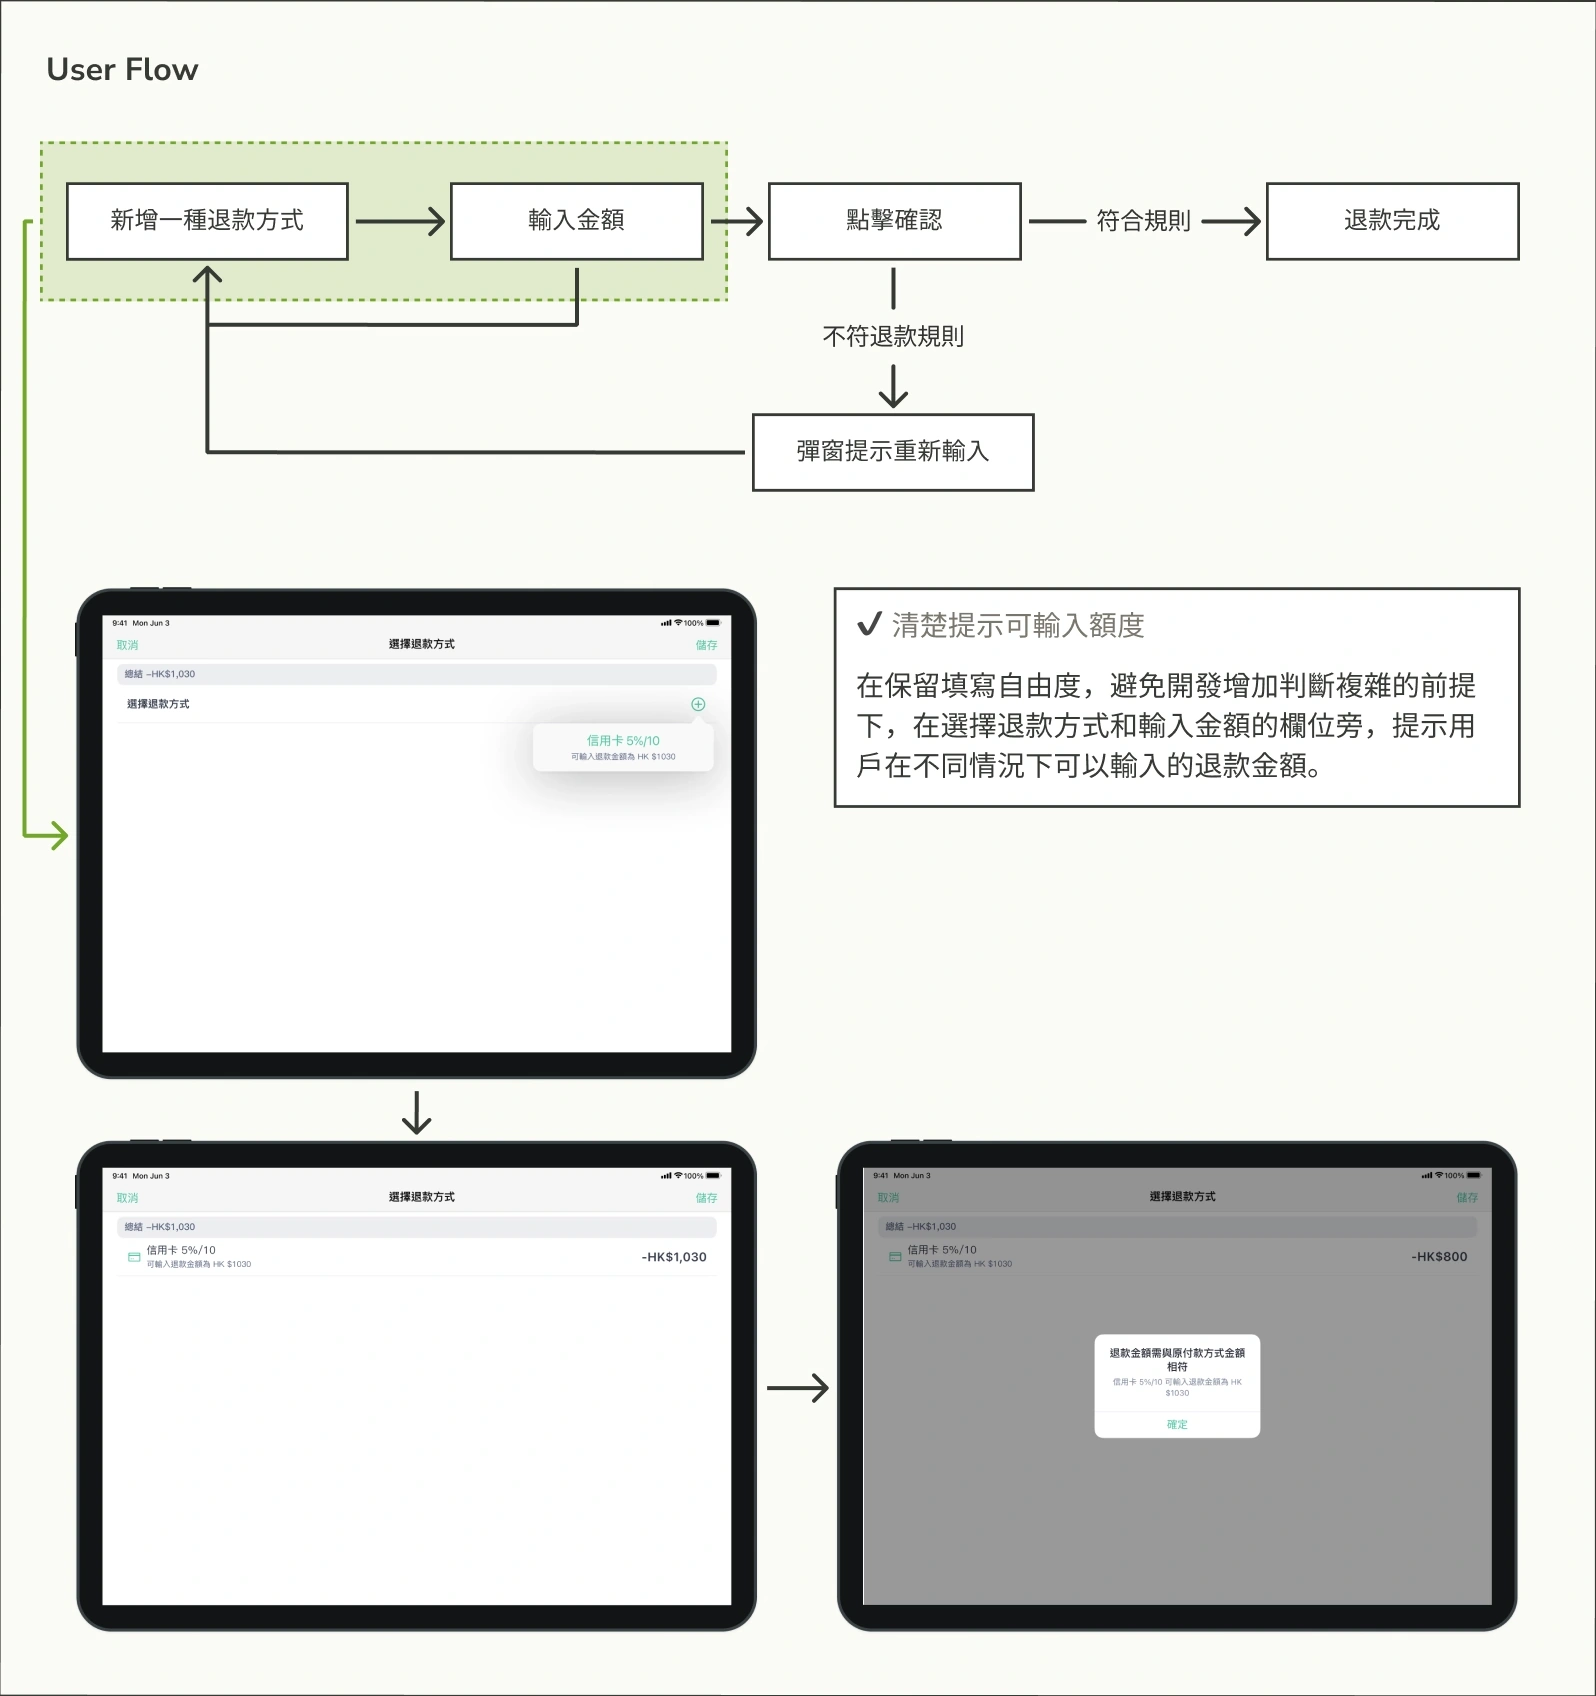 User Flow
新增一種退款方式
輸入金額
點擊確認
符合規則
退款完成
不符退款規則
彈窗提示重新輸入
9:41 Mon Jun 3
100%
取消
選擇退款方式
儲存
總結 -HK$1,030
選擇退款方式
信用卡 5%/10
可輸入退款金額為 HK $1030
✓ 清楚提示可輸入額度
在保留填寫自由度，避免開發增加判斷複雜的前提
下，在選擇退款方式和輸入金額的欄位旁，提示用
戶在不同情況下可以輸入的退款金額。
9:41 Mon Jun 3
100%
取消
選擇退款方式
儲存
總結 -HK$1,030
信用卡 5%/10
可輸入退款金額為 HK $1030
-HK$1,030
9:41 Mon Jun 3
100%
取消
選擇退款方式
儲存
總結 -HK$1,030
信用卡 5%/10
可輸入退款金額為 HK $1030
-HK$800
退款金額需與原付款方式金額
相符
信用卡 5%/10 可輸入退款金額為 HK
$1030
確定